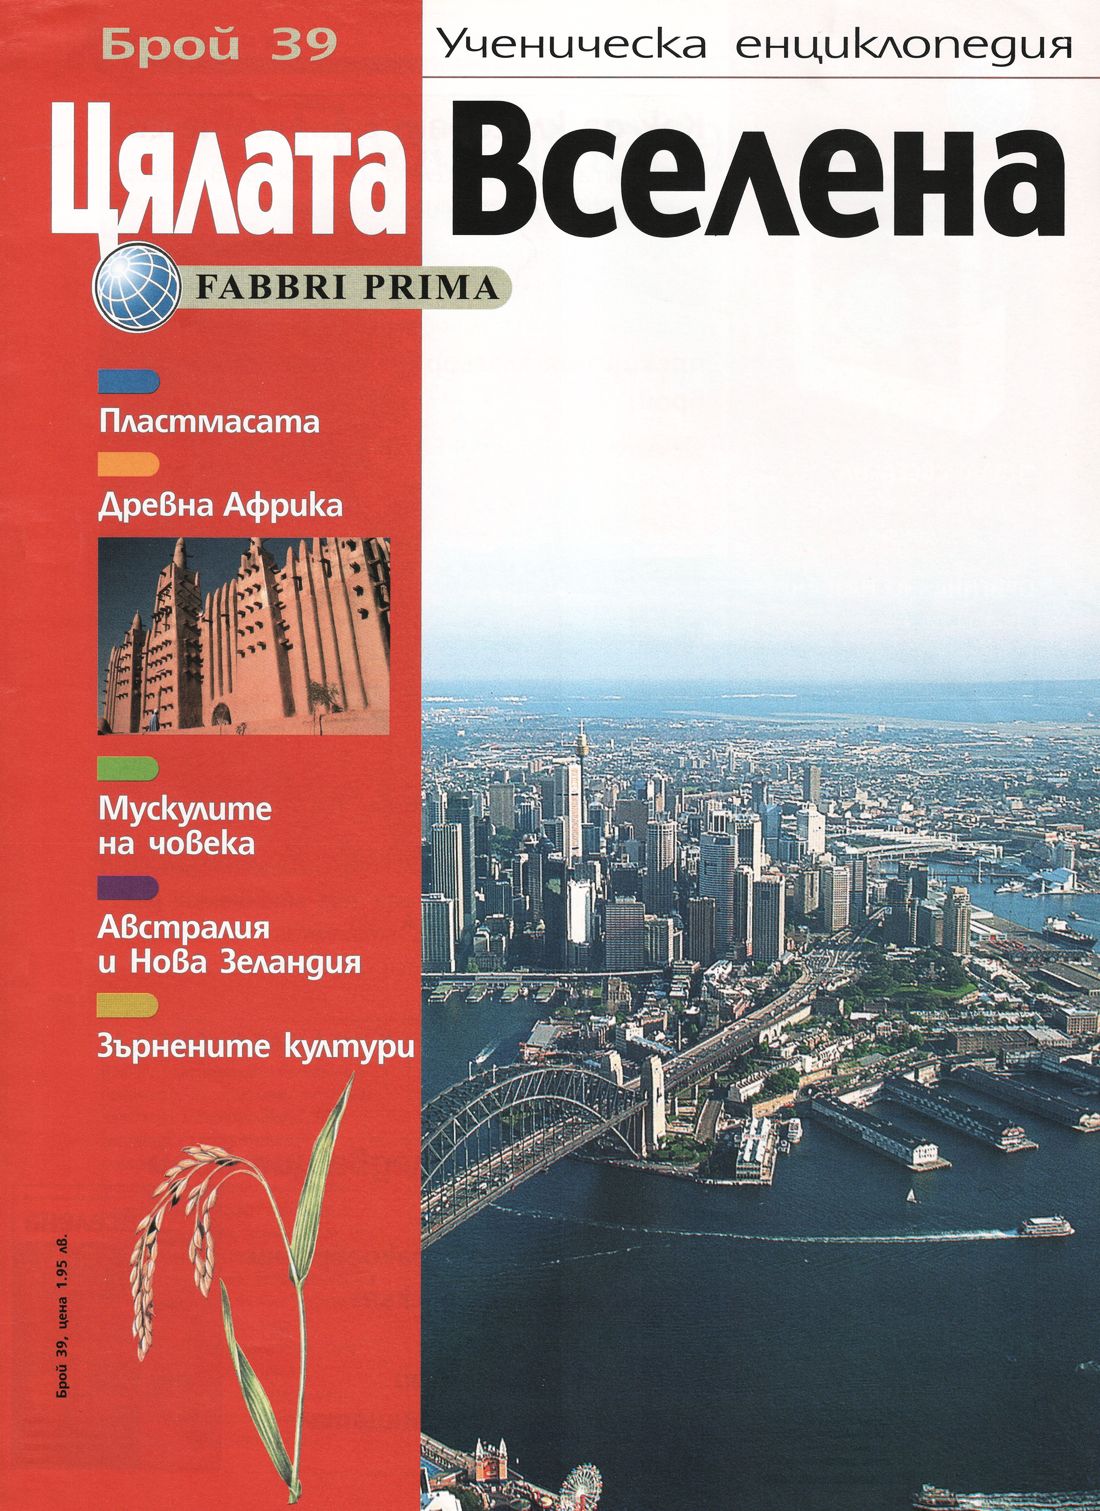 Брой 39
Ученическа енциклопедия
Цялата Вселена
FABBRI PRIMA
Пластмасата
Древна Африка
Мускулите
на човека
Австралия
и Нова Зеландия
Зърнените култури
Брой 39, цена 1.95 лв.